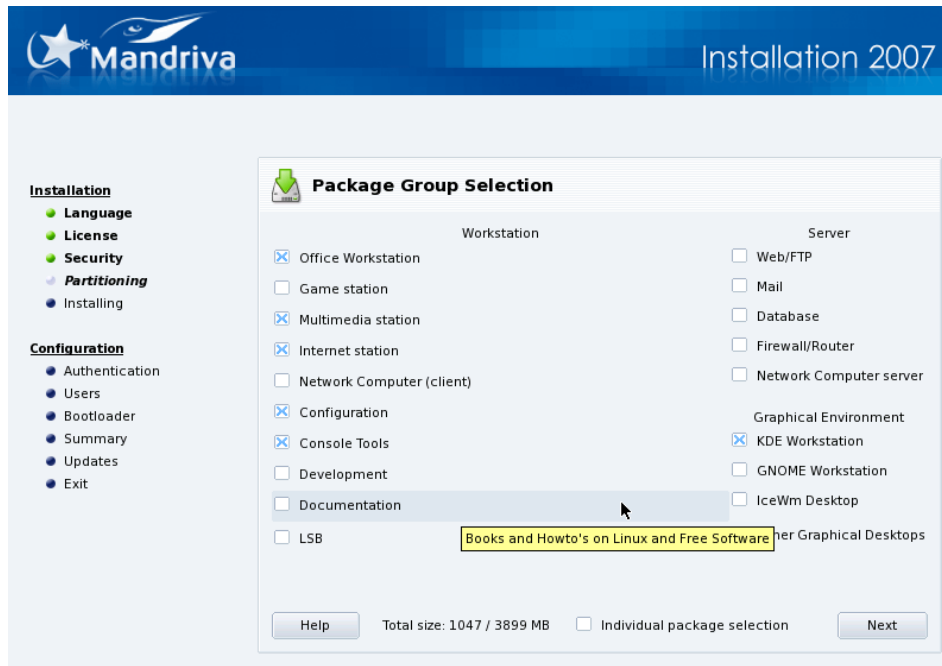 Mandriva
Installation 2007
Installation
Language
License
Security
Partitioning
Installing
Configuration
Authentication
Users
Bootloader
Summary
Updates
Exit
Package Group Selection
Workstation
Office Workstation
Game station
Multimedia station
Internet station
Network Computer (client)
Configuration
Console Tools
Development
Documentation
LSB
Server
Web/FTP
Mail
Database
Firewall/Router
Network Computer server
Graphical Environment
KDE Workstation
GNOME Workstation
IceWm Desktop
Graphical Desktops
Books and Howto's on Linux and Free Software
Help
Total size: 1047 / 3899 MB
Individual package selection
Next